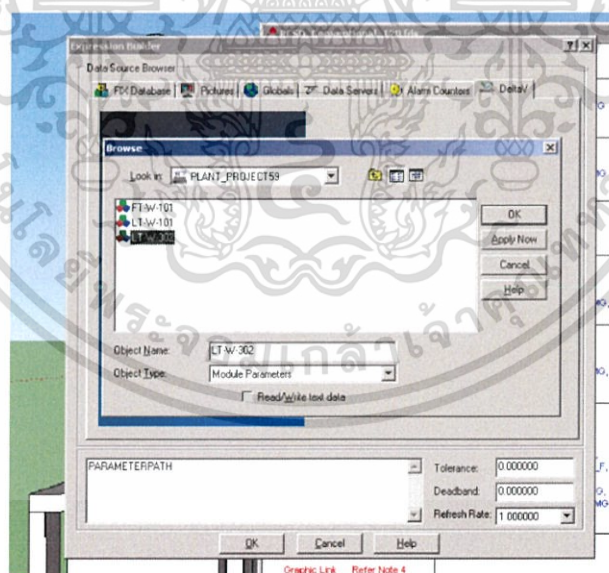 Expression Builder
Data Source Browser
FIX Database Pictures Globals Data Servers Alarm Counters DeltaV
Browse
Look in: PLANT_PROJECT59
FT-W-101
LT-W-101
LT-W-302
OK
Apply Now
Cancel
Help
Object Name: LT-W-302
Object Type: Module Parameters
Read/Write text data
PARAMETERPATH
Tolerance: 0.000000
Deadband: 0.000000
Refresh Rate: 1.000000
OK Cancel Help
Graphic Link Refer Note 4